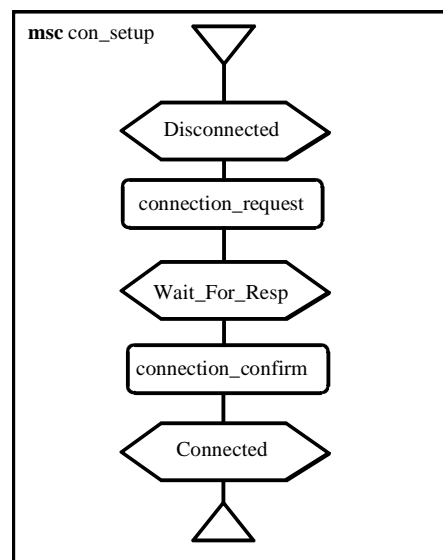 msc con_setup
Disconnected
connection_request
Wait_For_Resp
connection_confirm
Connected